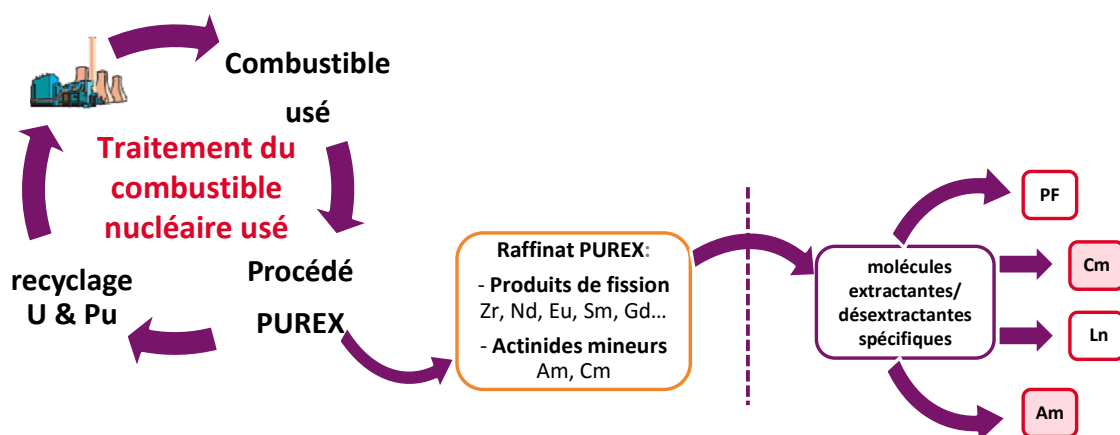 Combustible
usé
Traitement du
combustible
nucléaire usé
Procédé
PUREX
recyclage
U & Pu
Raffinat PUREX:
- Produits de fission
Zr, Nd, Eu, Sm, Gd...
- Actinides mineurs
Am, Cm
molécules
extractantes/
désextractantes
spécifiques
PF
Cm
Ln
Am